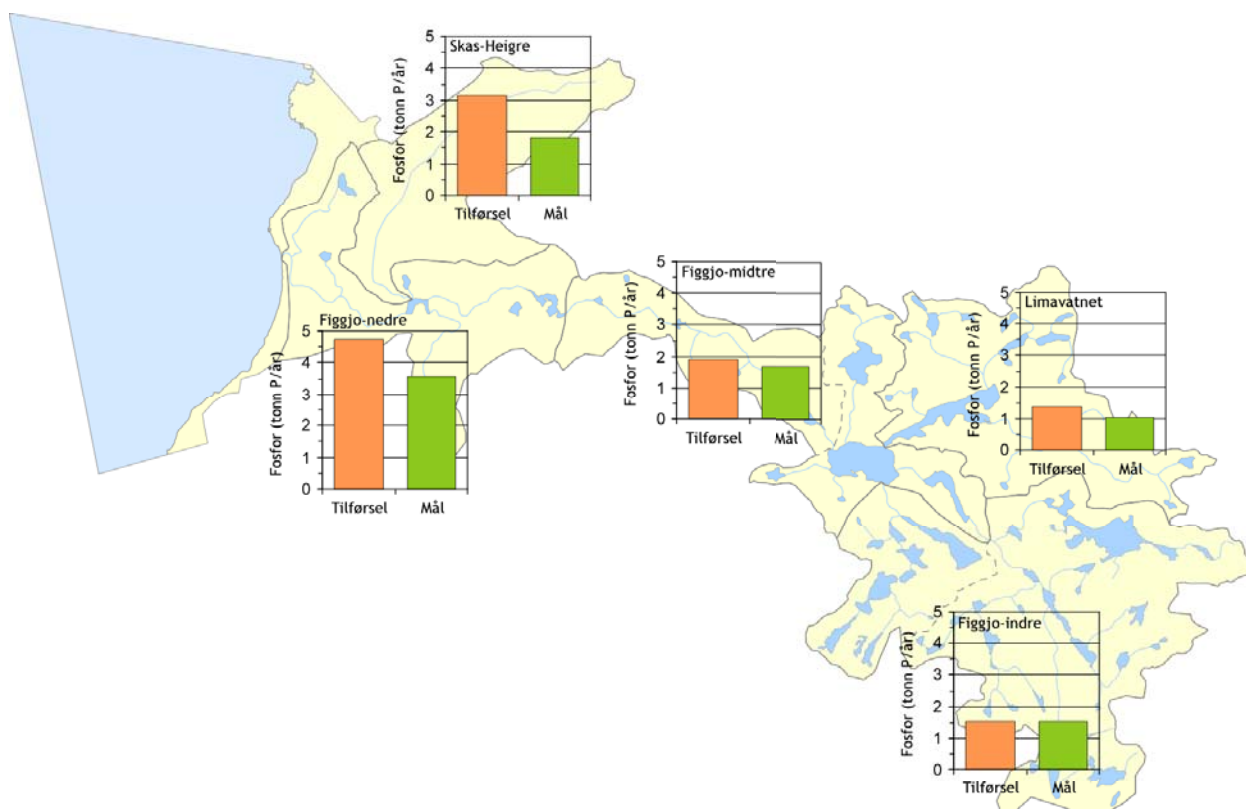 Skas-Heigre
Fosfor (tonn P/år)
5
4
3
2
1
0
Tilførsel Mål
Figgjo-midtre
Fosfor (tonn P/år)
5
4
3
2
1
0
Tilførsel Mål
Limavatnet
Fosfor (tonn P/år)
5
4
3
2
1
0
Tilførsel Mål
Figgjo-nedre
Fosfor (tonn P/år)
5
4
3
2
1
0
Tilførsel Mål
Figgjo-indre
Fosfor (tonn P/år)
5
4
3
2
1
0
Tilførsel Mål